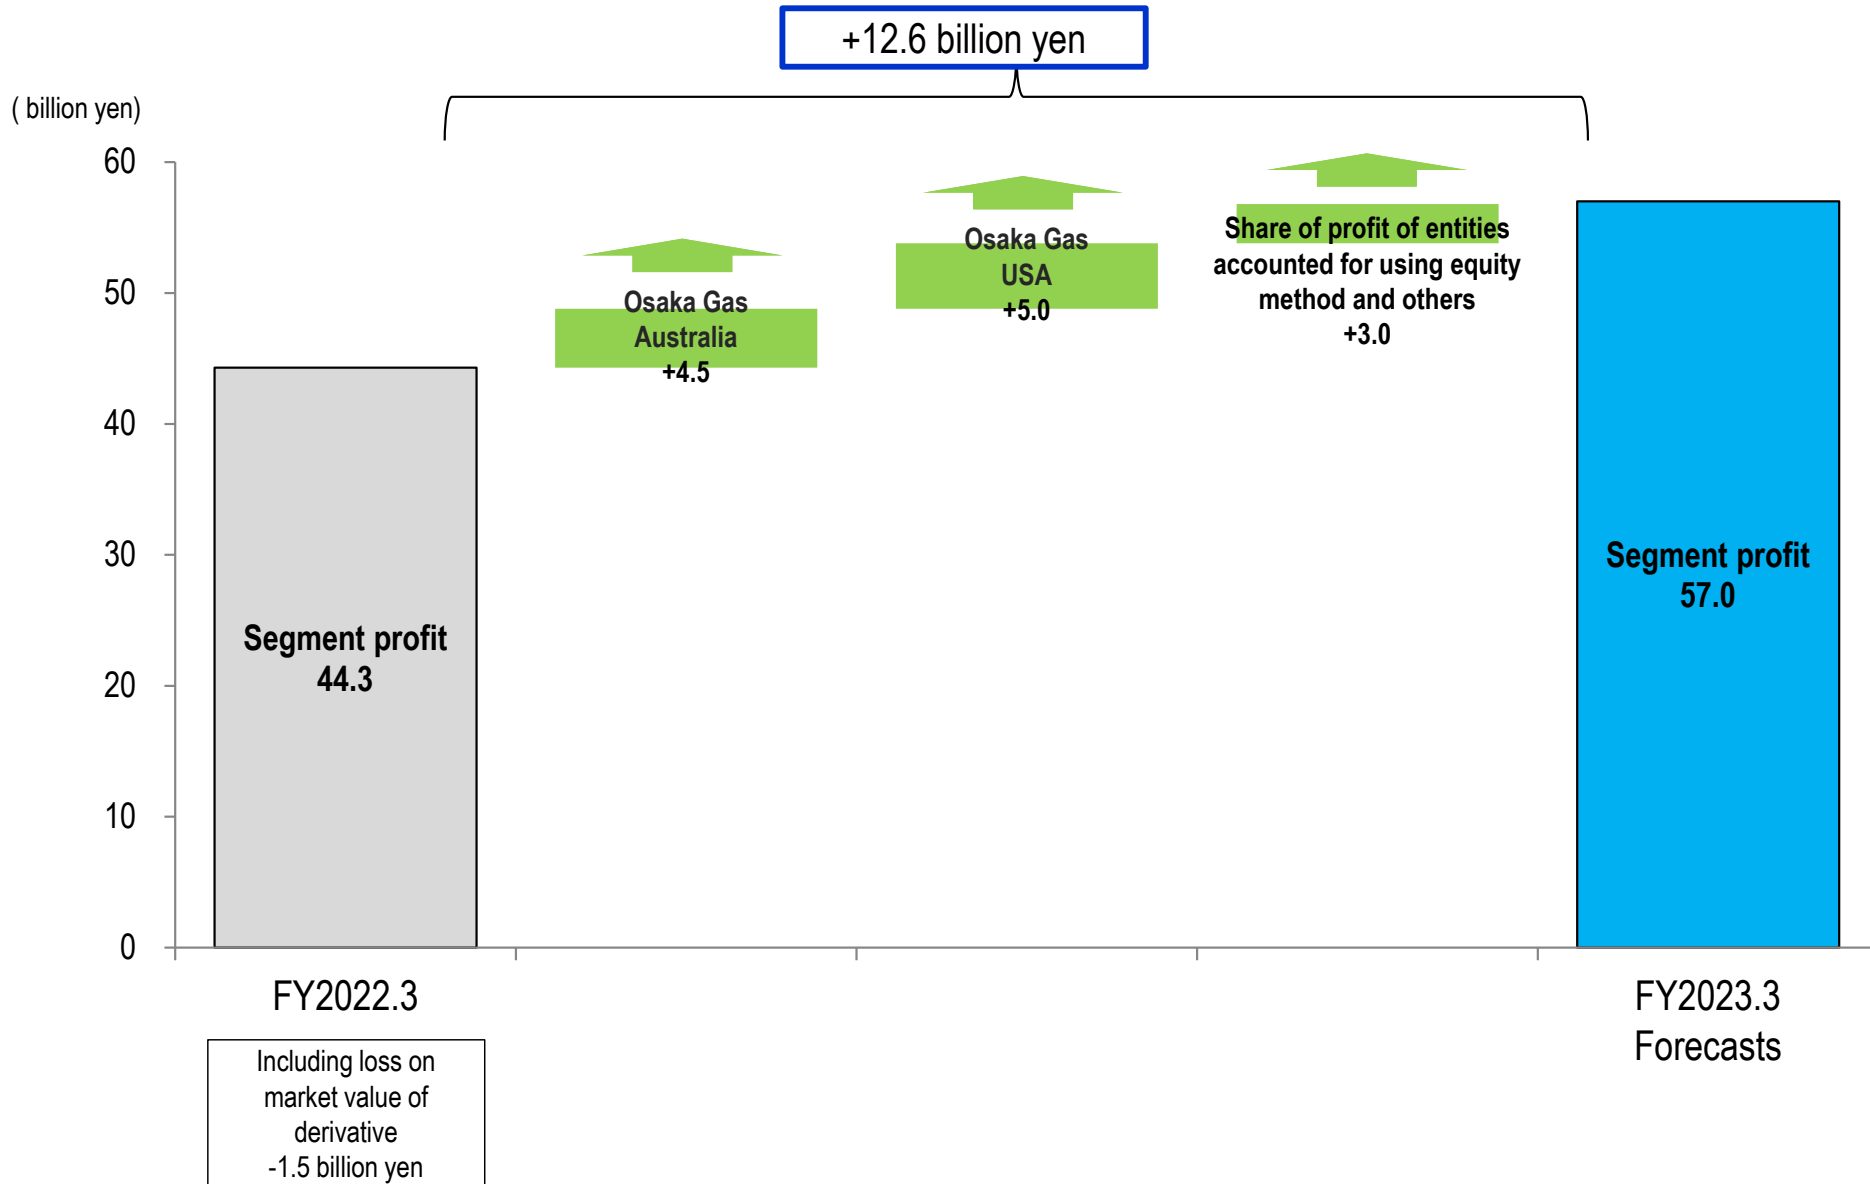 +12.6 billion yen
( billion yen)
60
50
40
30
20
10
0
Segment profit
44.3
Osaka Gas
Australia
+4.5
Osaka Gas
USA
+5.0
Share of profit of entities
accounted for using equity
method and others
+3.0
Segment profit
57.0
FY2022.3
FY2023.3
Forecasts
Including loss on
market value of
derivative
-1.5 billion yen